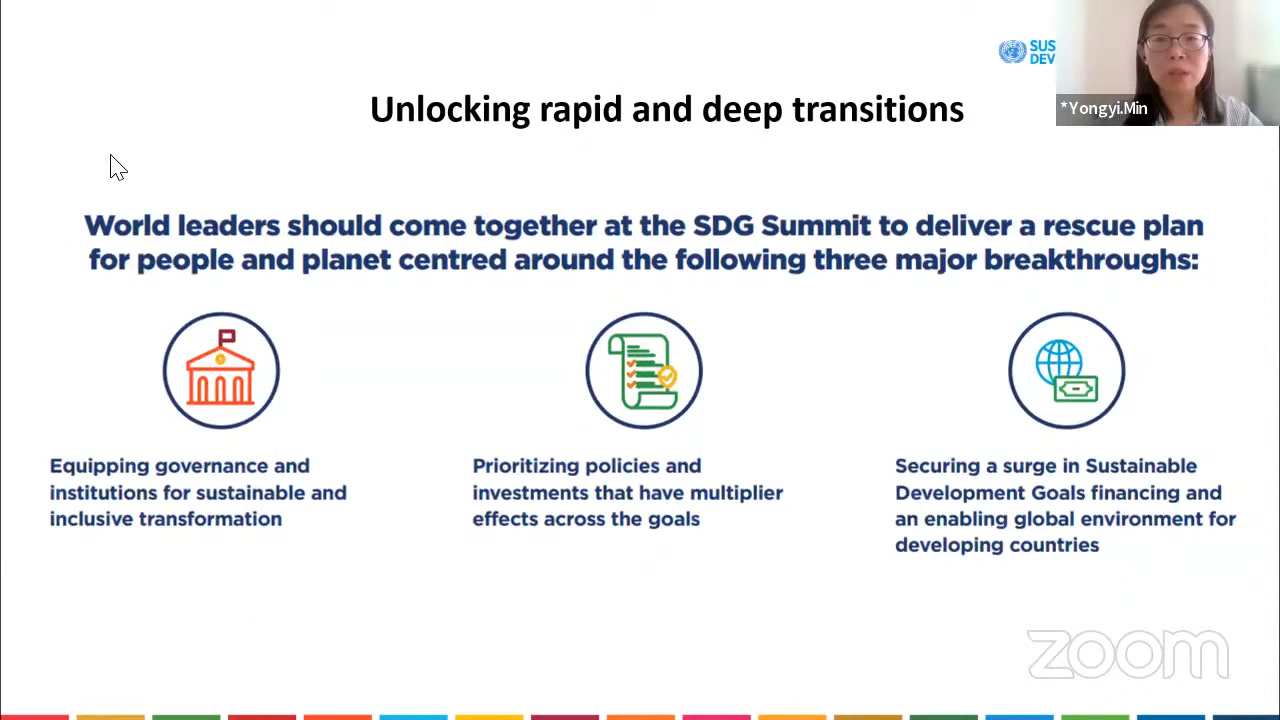 SUS
DEV
*Yongyi.Min
Unlocking rapid and deep transitions
World leaders should come together at the SDG Summit to deliver a rescue plan
for people and planet centred around the following three major breakthroughs:
Equipping governance and
institutions for sustainable and
inclusive transformation
Prioritizing policies and
investments that have multiplier
effects across the goals
Securing a surge in Sustainable
Development Goals financing and
an enabling global environment for
developing countries
zoom